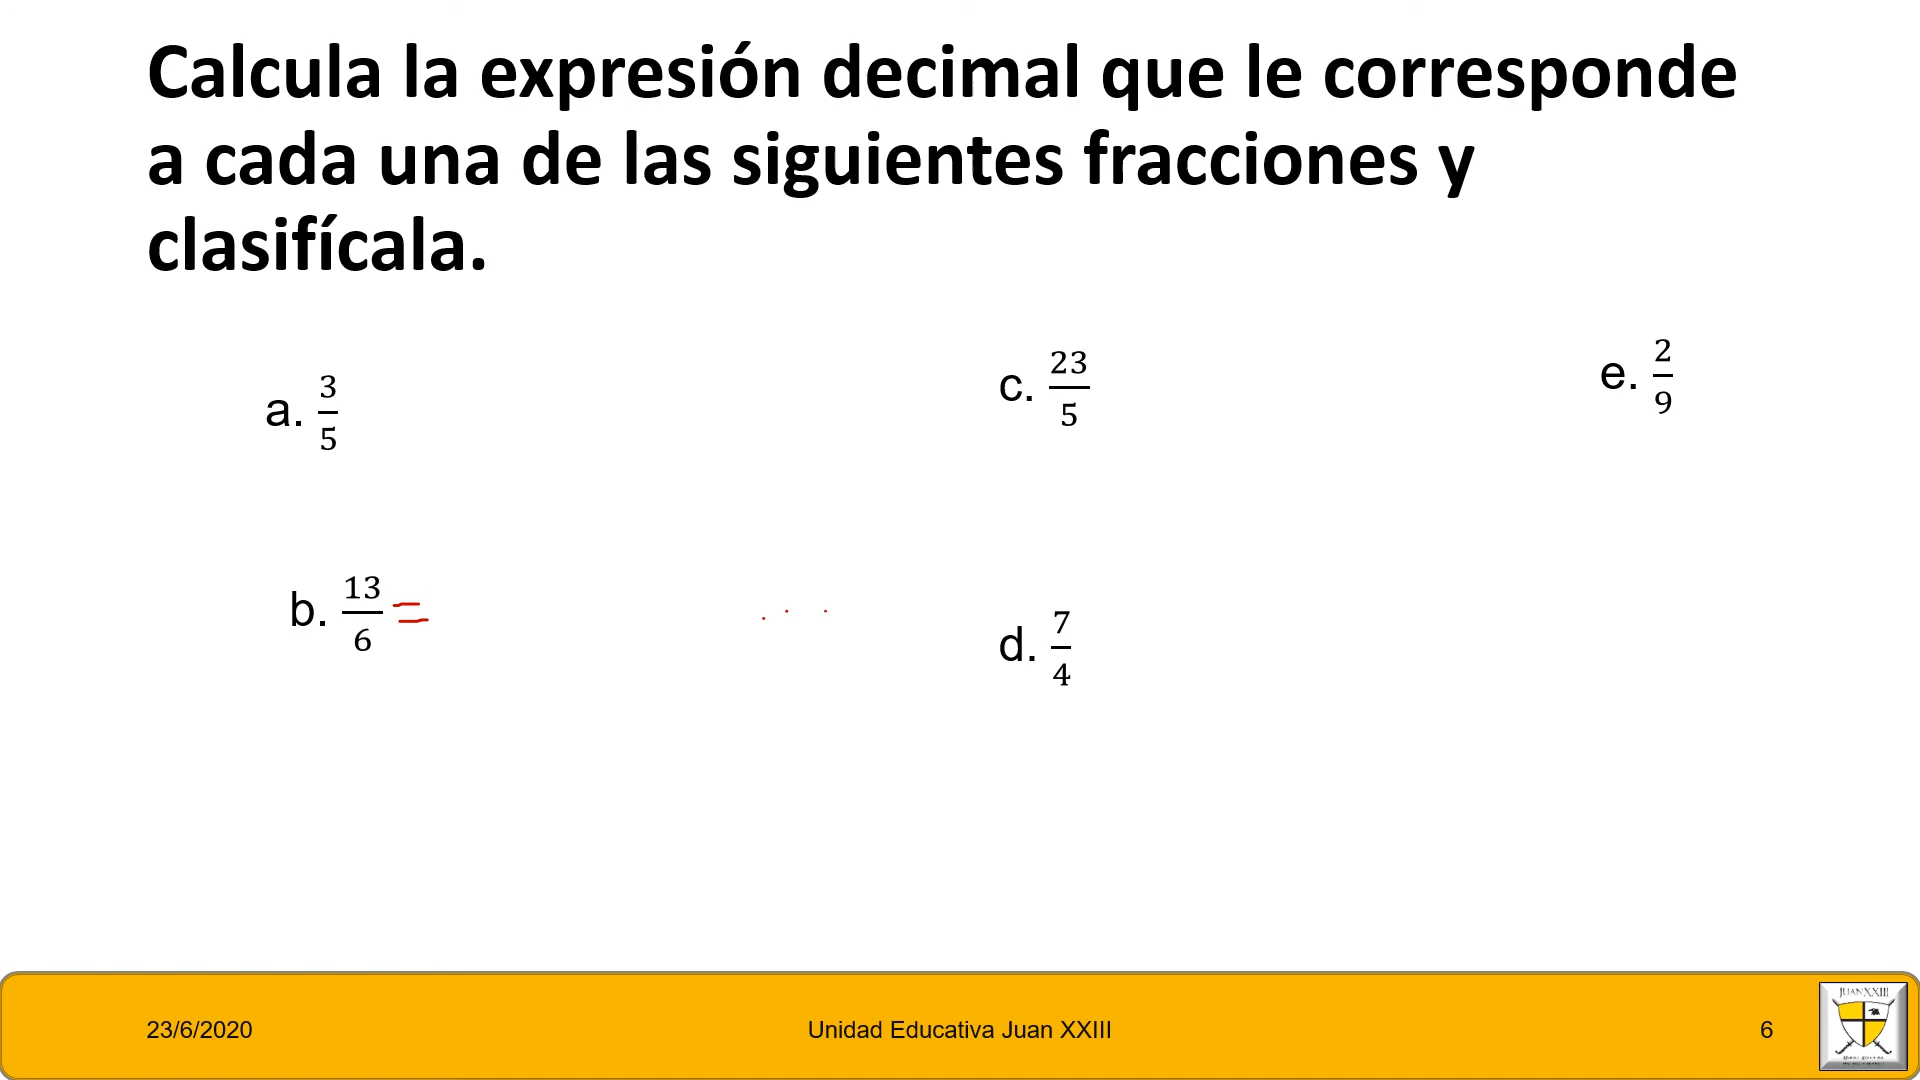 Calcula la expresión decimal que le corresponde
a cada una de las siguientes fracciones y
clasifícala.
a. 3/5
b. 13/6 =
c. 23/5
d. 7/4
e. 2/9
23/6/2020
Unidad Educativa Juan XXIII
6
JUAN XXIII